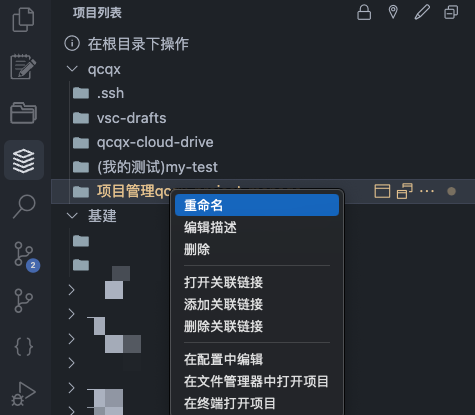 项目列表
在根目录下操作
qcqx
.ssh
vsc-drafts
qcqx-cloud-drive
(我的测试)my-test
项目管理qc
重命名
基建
编辑描述
删除
打开关联链接
2
添加关联链接
删除关联链接
在配置中编辑
在文件管理器中打开项目
在终端打开项目